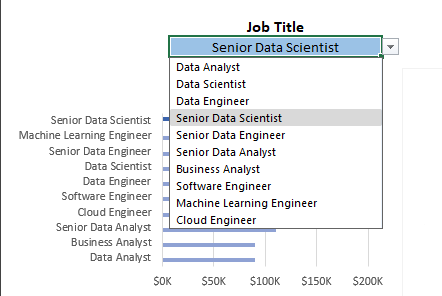 Job Title
Senior Data Scientist
Data Analyst
Data Scientist
Data Engineer
Senior Data Scientist
Senior Data Engineer
Senior Data Analyst
Business Analyst
Software Engineer
Machine Learning Engineer
Cloud Engineer
Senior Data Scientist
Machine Learning Engineer
Senior Data Engineer
Data Scientist
Data Engineer
Software Engineer
Cloud Engineer
Senior Data Analyst
Business Analyst
Data Analyst
$0K $50K $100K $150K $200K